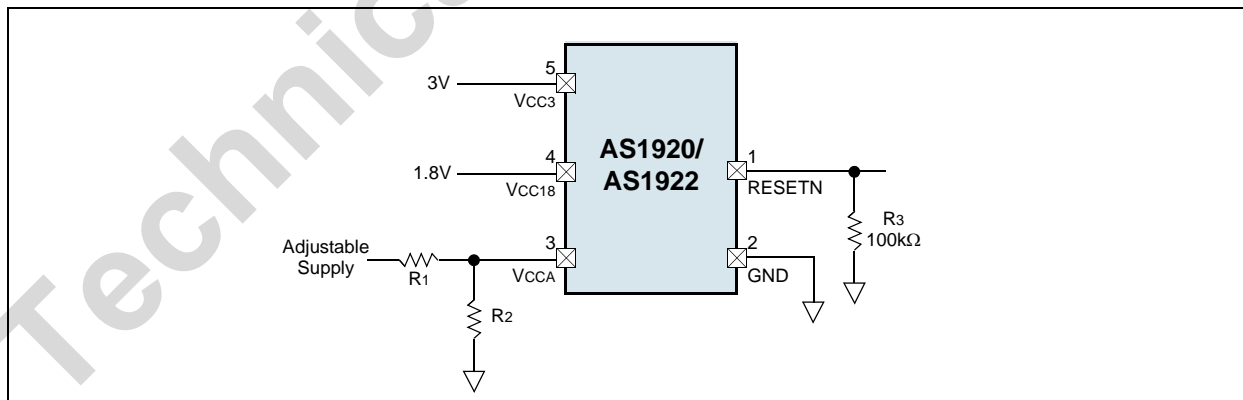 Technica
5
3V
VCC3
AS1920/
AS1922
4
1.8V
VCC18
1
RESETN
R3
100kΩ
3
Adjustable
Supply
VCCA
R1
R2
2
GND